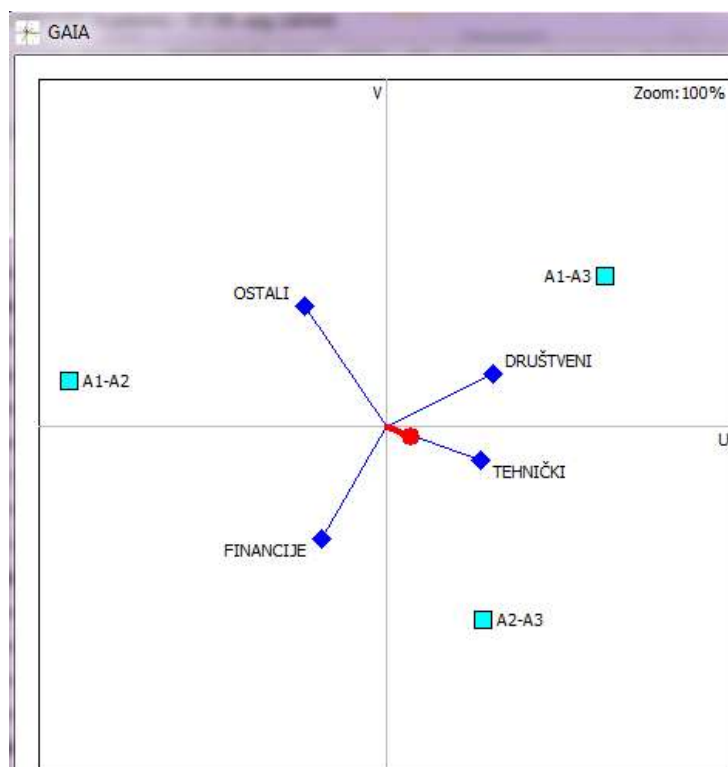 GAIA
V
Zoom:100%
A1-A3
OSTALI
DRUŠTVENI
A1-A2
U
TEHNIČKI
FINANCIJE
A2-A3